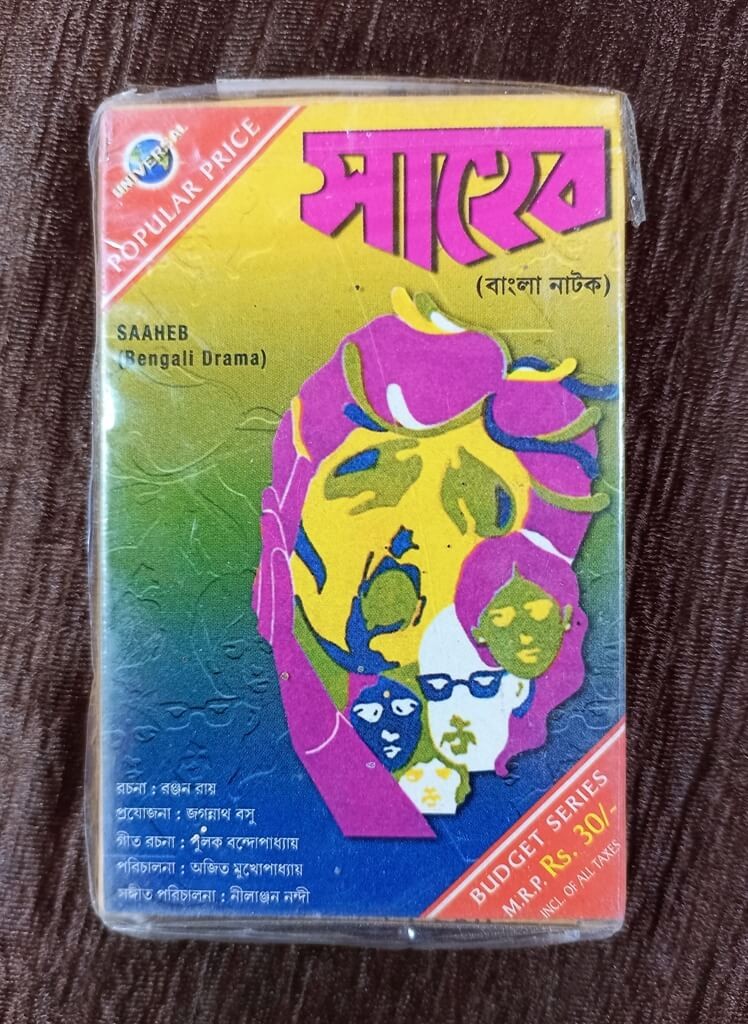 UNIVERSAL
POPULAR PRICE
সাহেব
(বাংলা নাটক)
SAAHEB
(Bengali Drama)
রচনা : রঞ্জন রায়
প্রযোজনা : জগন্নাথ বসু
গীত রচনা : পুলক বন্দোপাধ্যায়
পরিচালনা : অজিত মুখোপাধ্যায়
সঙ্গীত পরিচালনা : নীলাঞ্জন নন্দী
BUDGET SERIES
M.R.P. Rs. 30/-
INCL. OF ALL TAXES